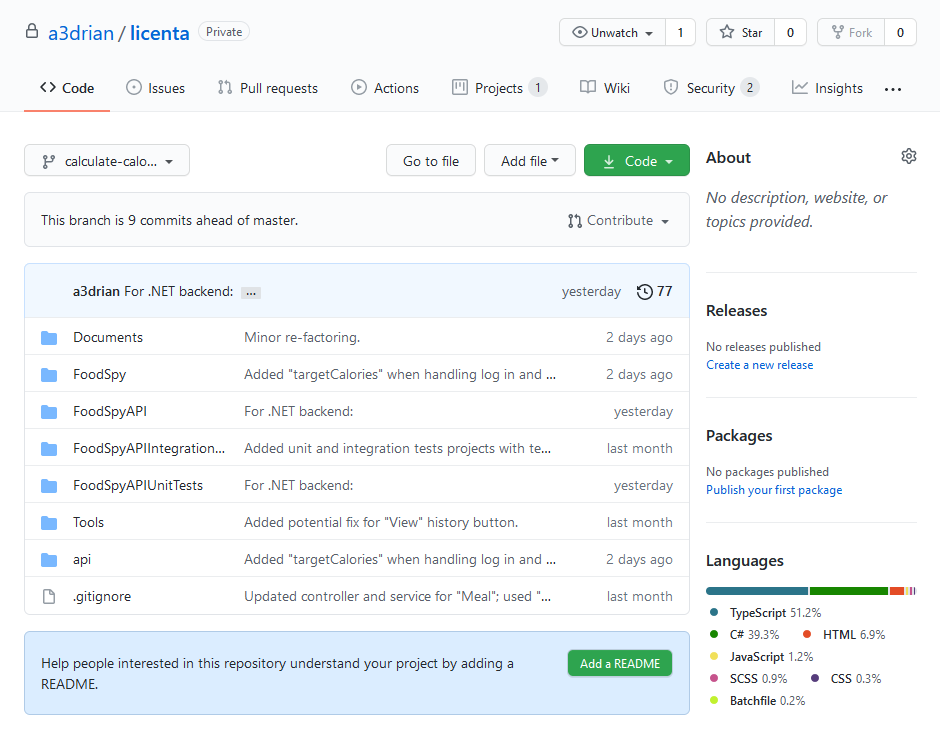 a3drian / licenta Private
Unwatch 1 Star 0 Fork 0
Code Issues Pull requests Actions Projects 1 Wiki Security 2 Insights ...
calculate-calo... Go to file Add file Code
This branch is 9 commits ahead of master. Contribute
a3drian For .NET backend: ... yesterday 77
Documents Minor re-factoring. 2 days ago
FoodSpy Added "targetCalories" when handling log in and ... 2 days ago
FoodSpyAPI For .NET backend: yesterday
FoodSpyAPIIntegration... Added unit and integration tests projects with te... last month
FoodSpyAPIUnitTests For .NET backend: yesterday
Tools Added potential fix for "View" history button. last month
api Added "targetCalories" when handling log in and ... 2 days ago
.gitignore Updated controller and service for "Meal"; used "... last month
Help people interested in this repository understand your project by adding a
README.
Add a README
About
No description, website, or
topics provided.
Releases
No releases published
Create a new release
Packages
No packages published
Publish your first package
Languages
TypeScript 51.2%
C# 39.3% HTML 6.9%
JavaScript 1.2%
SCSS 0.9% CSS 0.3%
Batchfile 0.2%